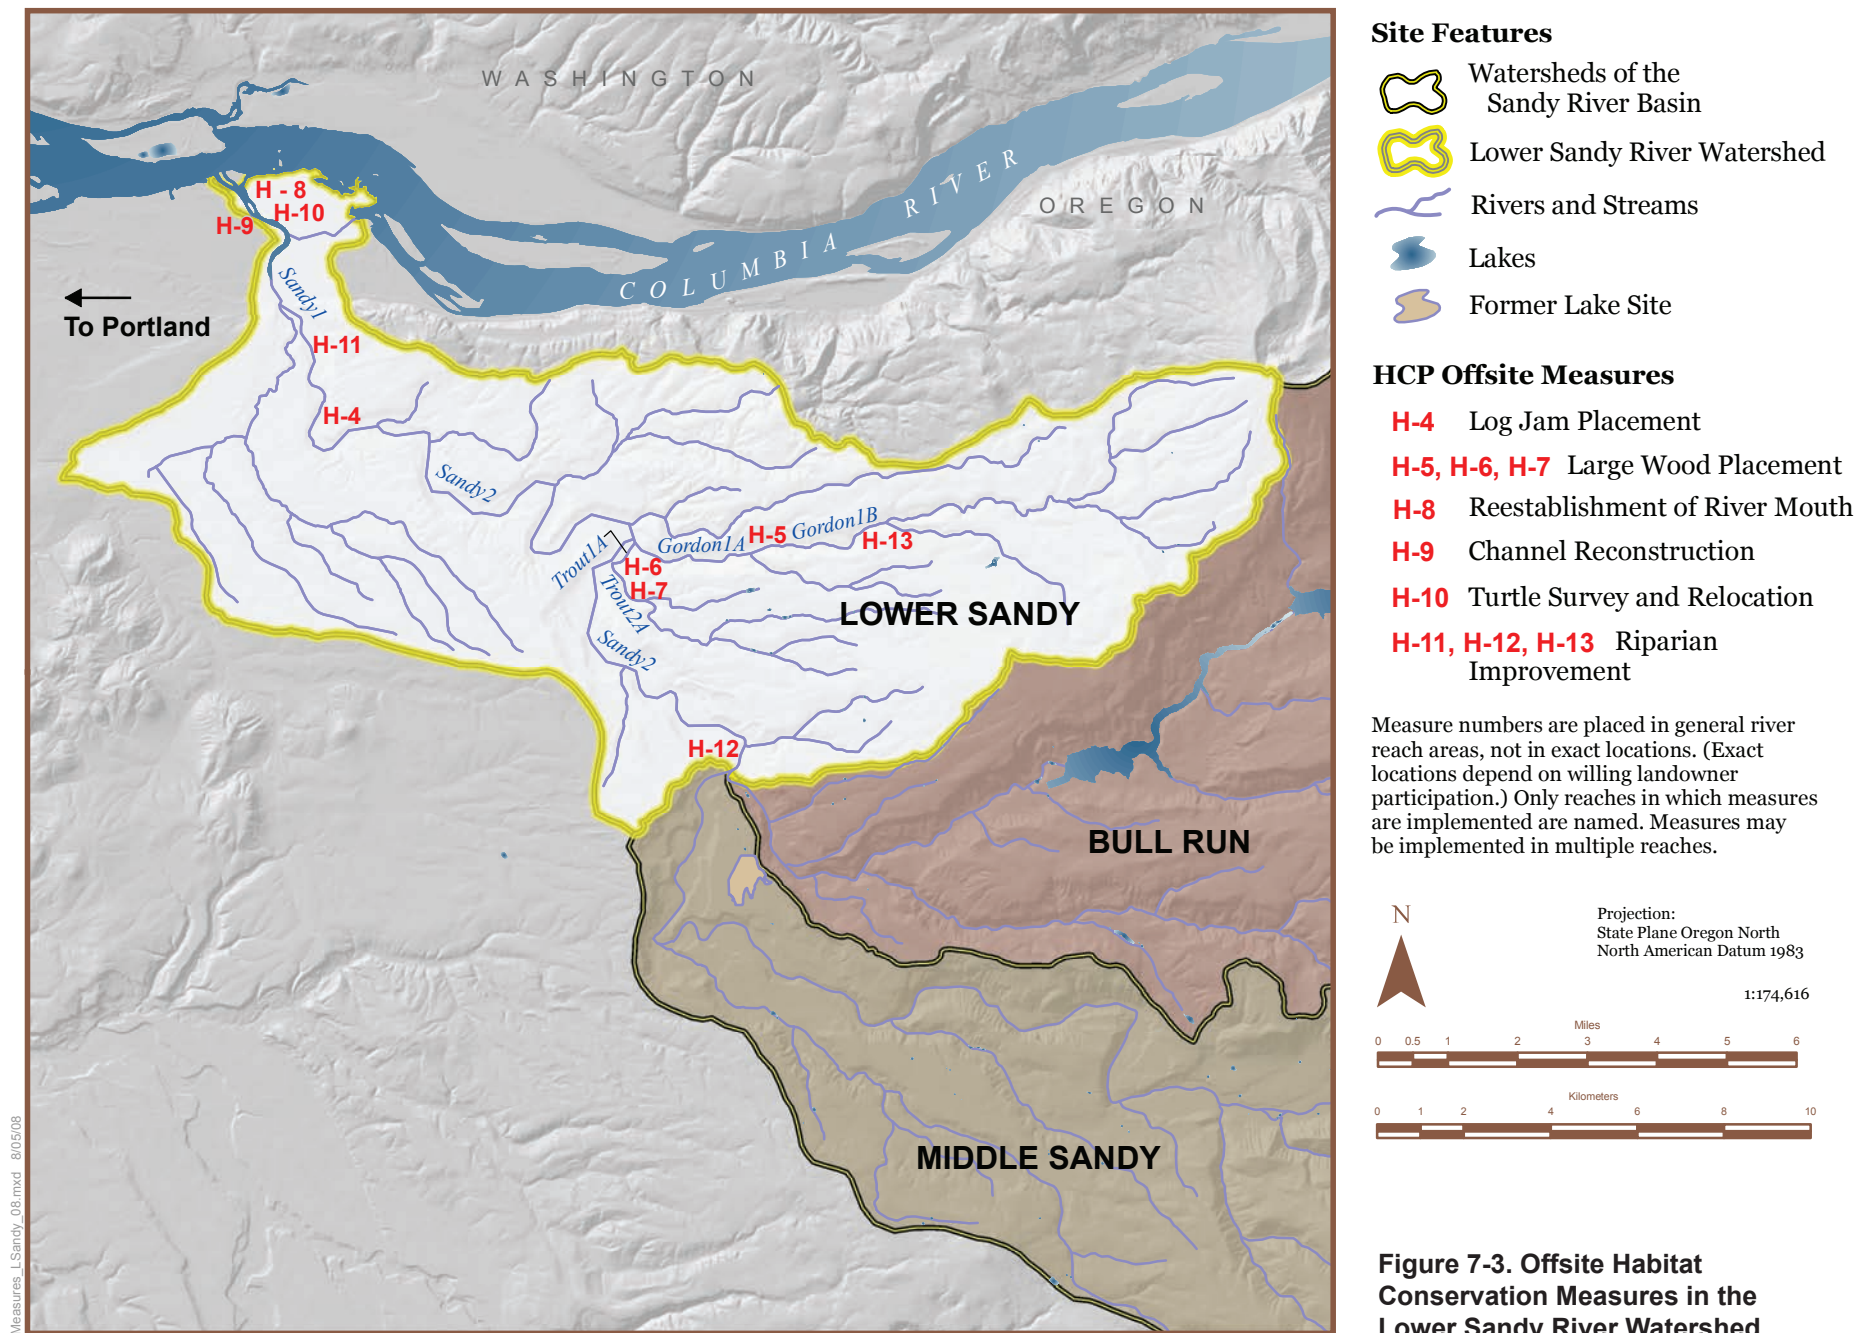 WASHINGTON
OREGON
COLUMBIA RIVER
H - 8
H-10
H-9
Sandy1
To Portland
H-11
H-4
Sandy2
Trout1A
Gordon1A
H-5
Gordon1B
H-13
H-6
H-7
Trout2A
Sandy2
LOWER SANDY
H-12
BULL RUN
MIDDLE SANDY
Measures_LSandy_08.mxd 8/05/08
Site Features
Watersheds of the
Sandy River Basin
Lower Sandy River Watershed
Rivers and Streams
Lakes
Former Lake Site
HCP Offsite Measures
H-4 Log Jam Placement
H-5, H-6, H-7 Large Wood Placement
H-8 Reestablishment of River Mouth
H-9 Channel Reconstruction
H-10 Turtle Survey and Relocation
H-11, H-12, H-13 Riparian
Improvement
Measure numbers are placed in general river
reach areas, not in exact locations. (Exact
locations depend on willing landowner
participation.) Only reaches in which measures
are implemented are named. Measures may
be implemented in multiple reaches.
N
Projection:
State Plane Oregon North
North American Datum 1983
1:174,616
Miles
0 0.5 1 2 3 4 5 6
Kilometers
0 1 2 4 6 8 10
Figure 7-3. Offsite Habitat
Conservation Measures in the
Lower Sandy River Watershed